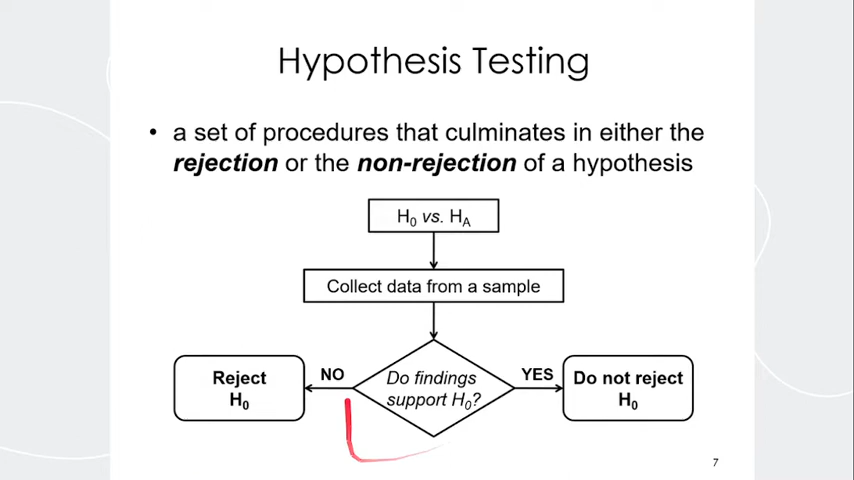 Hypothesis Testing
• a set of procedures that culminates in either the
rejection or the non-rejection of a hypothesis
H₀ vs. Hᴀ
Collect data from a sample
Reject
H₀
NO
Do findings
support H₀?
YES
Do not reject
H₀
7